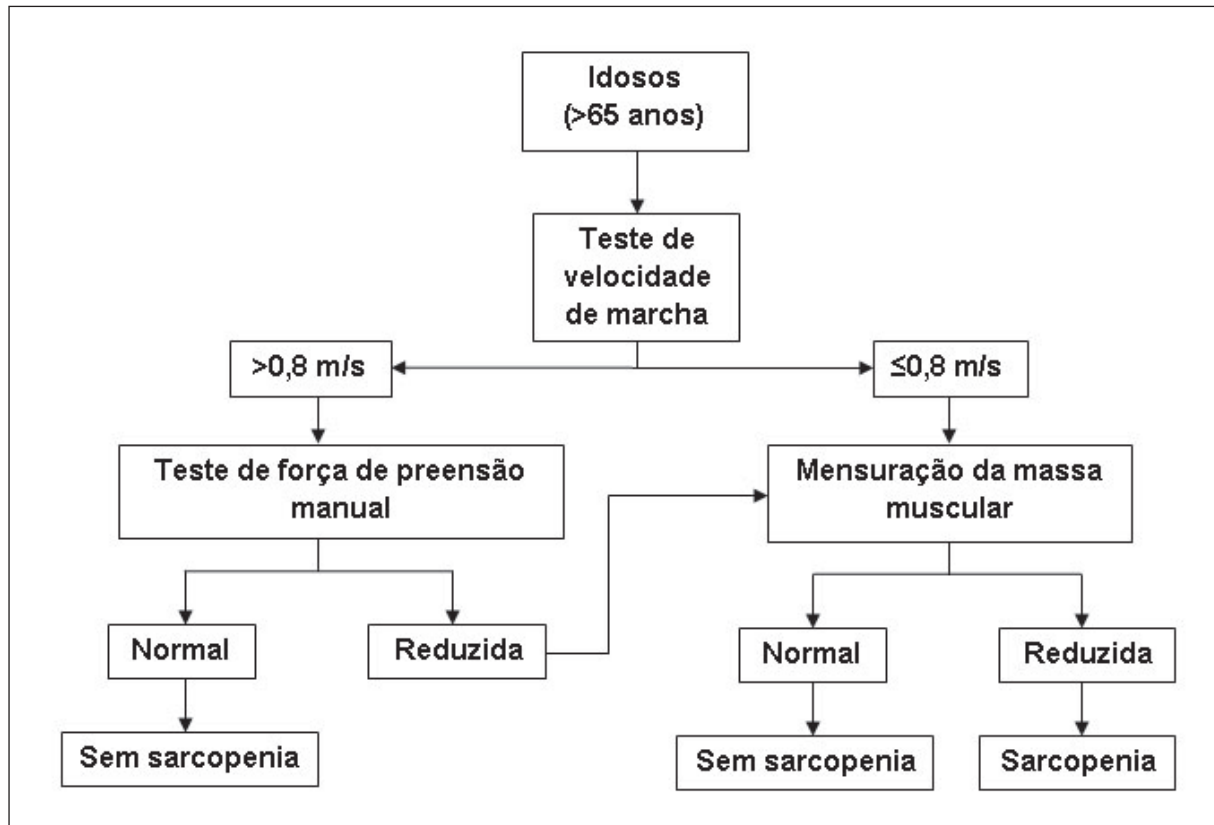 Idosos
(>65 anos)
Teste de
velocidade
de marcha
>0,8 m/s
≤0,8 m/s
Teste de força de preensão
manual
Mensuração da massa
muscular
Normal
Reduzida
Normal
Reduzida
Sem sarcopenia
Sem sarcopenia
Sarcopenia